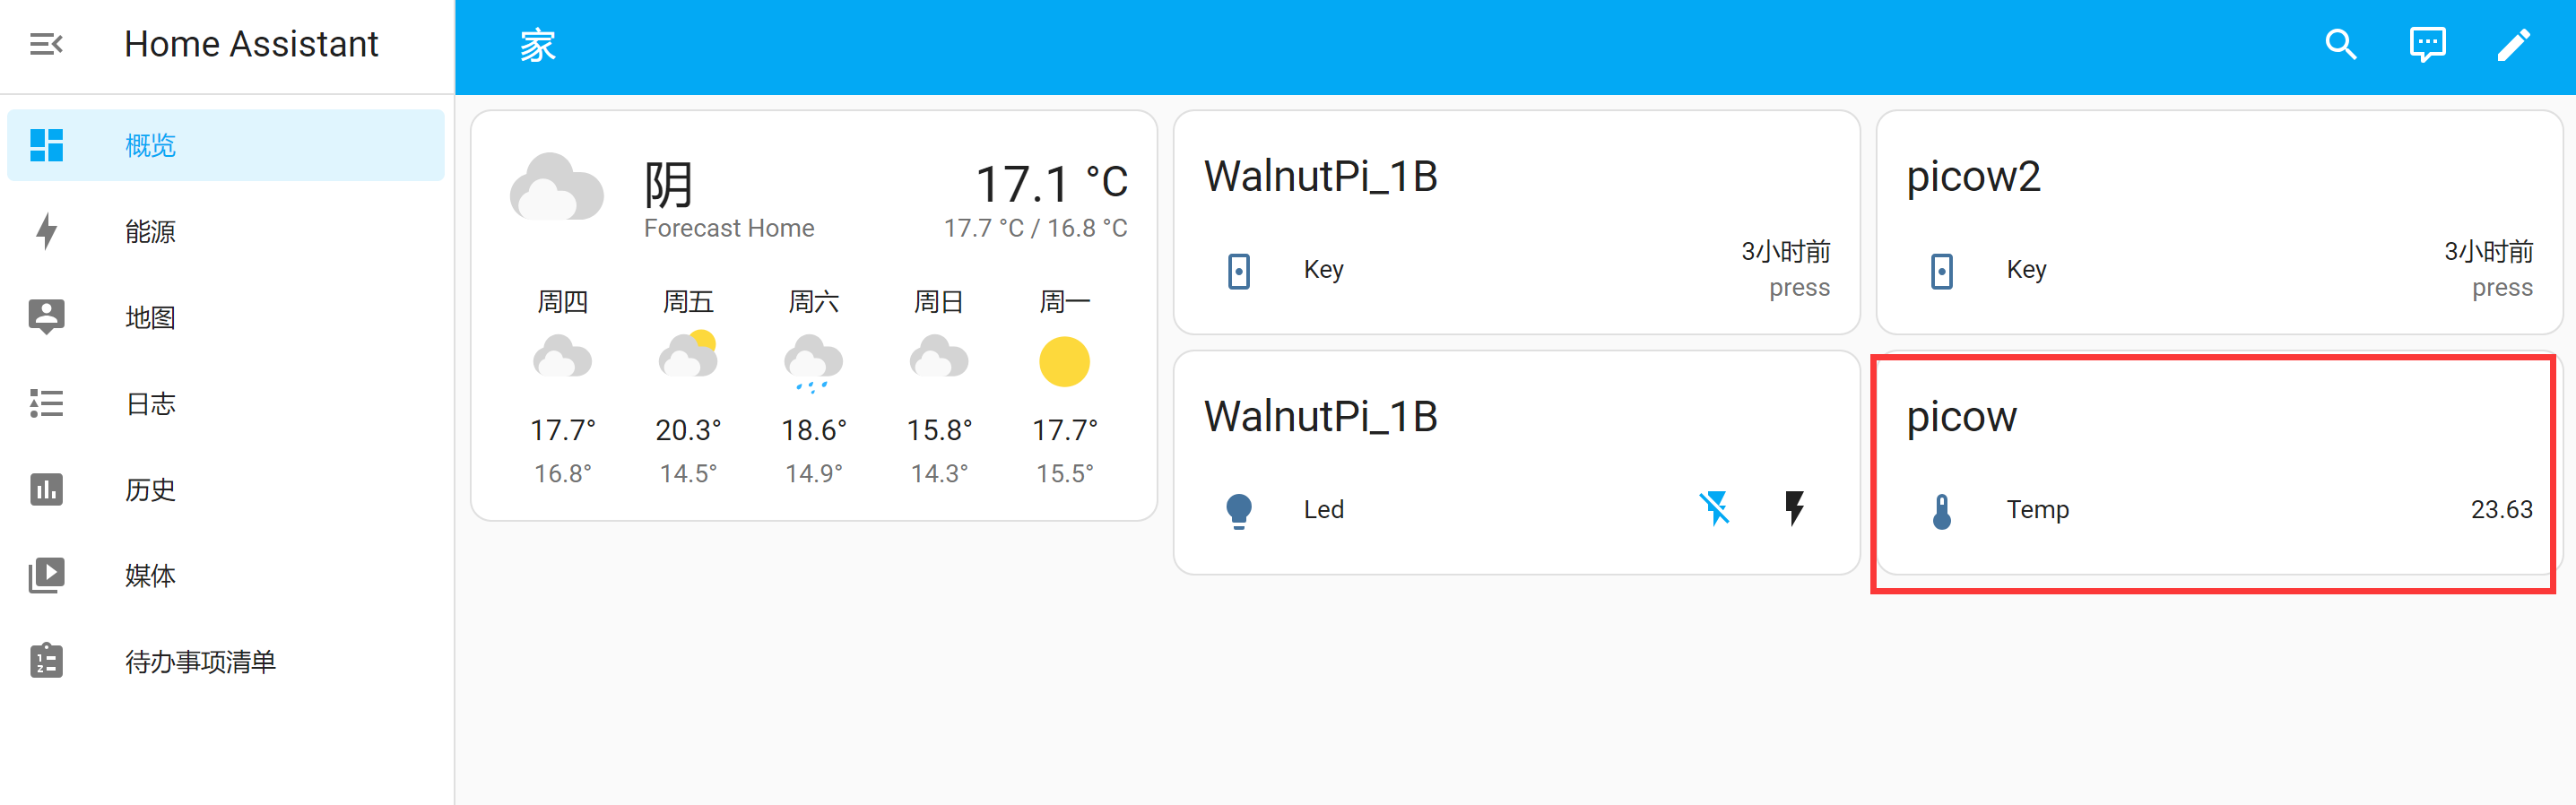 Home Assistant
概览
能源
地图
日志
历史
媒体
待办事项清单
家
阴
17.1 °C
Forecast Home
17.7 °C / 16.8 °C
周四 周五 周六 周日 周一
17.7° 20.3° 18.6° 15.8° 17.7°
16.8° 14.5° 14.9° 14.3° 15.5°
WalnutPi_1B
Key
3小时前
press
WalnutPi_1B
Led
picow2
Key
3小时前
press
picow
Temp
23.63